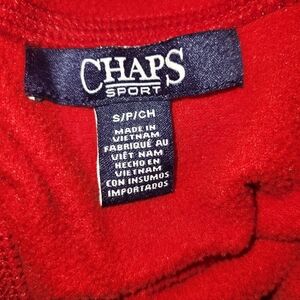 CHAPS
SPORT
S/P/CH
MADE IN
VIETNAM
FABRIQUÉ AU
VIÊT NAM
HECHO EN
VIETNAM
CON INSUMOS
IMPORTADOS